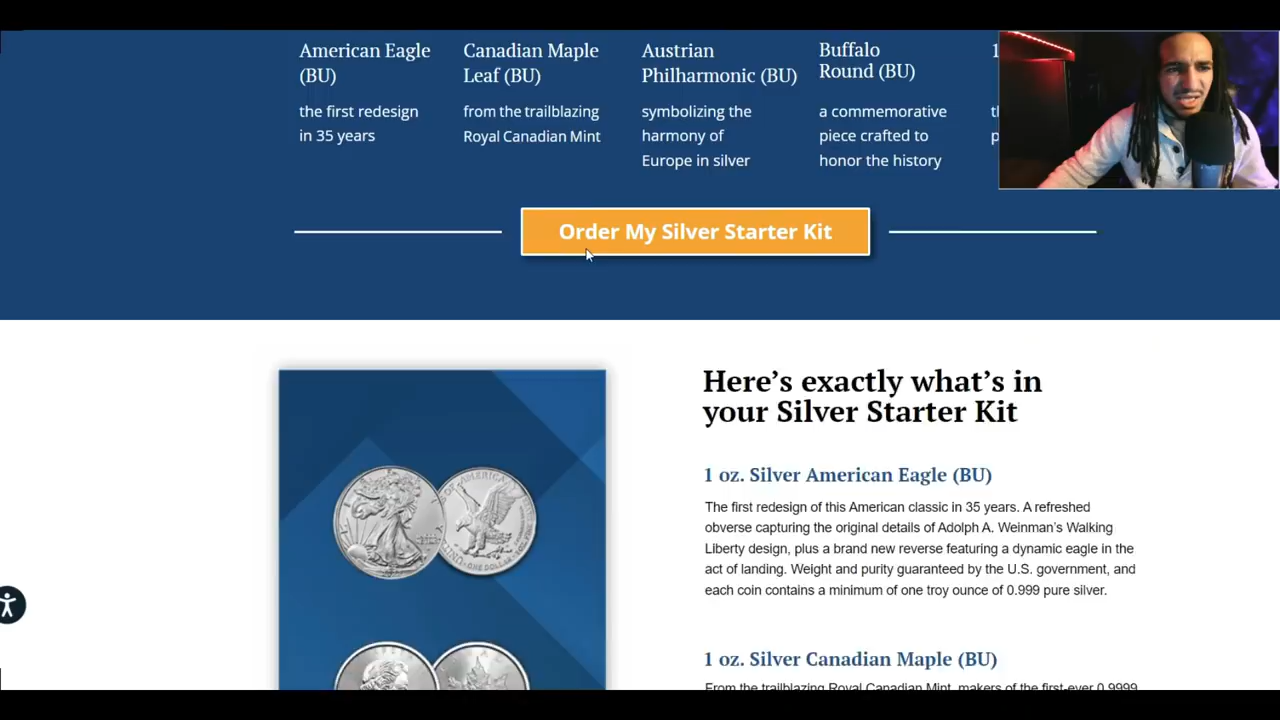 American Eagle
(BU)
the first redesign
in 35 years
Canadian Maple
Leaf (BU)
from the trailblazing
Royal Canadian Mint
Austrian
Philharmonic (BU)
symbolizing the
harmony of
Europe in silver
Buffalo
Round (BU)
a commemorative
piece crafted to
honor the history
Order My Silver Starter Kit
Here’s exactly what’s in
your Silver Starter Kit
1 oz. Silver American Eagle (BU)
The first redesign of this American classic in 35 years. A refreshed
obverse capturing the original details of Adolph A. Weinman’s Walking
Liberty design, plus a brand new reverse featuring a dynamic eagle in the
act of landing. Weight and purity guaranteed by the U.S. government, and
each coin contains a minimum of one troy ounce of 0.999 pure silver.
1 oz. Silver Canadian Maple (BU)
From the trailblazing Royal Canadian Mint, makers of the first-ever 0.9999